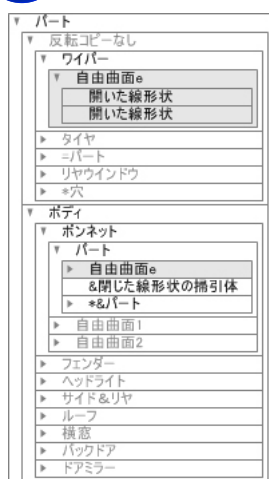 パート
反転コピーなし
ワイパー
自由曲面e
開いた線形状
開いた線形状
タイヤ
=パート
リヤウインドウ
*穴
ボディ
ボンネット
パート
自由曲面e
&閉じた線形状の掃引体
*&パート
自由曲面1
自由曲面2
フェンダー
ヘッドライト
サイド&リヤ
ルーフ
横窓
バックドア
ドアミラー